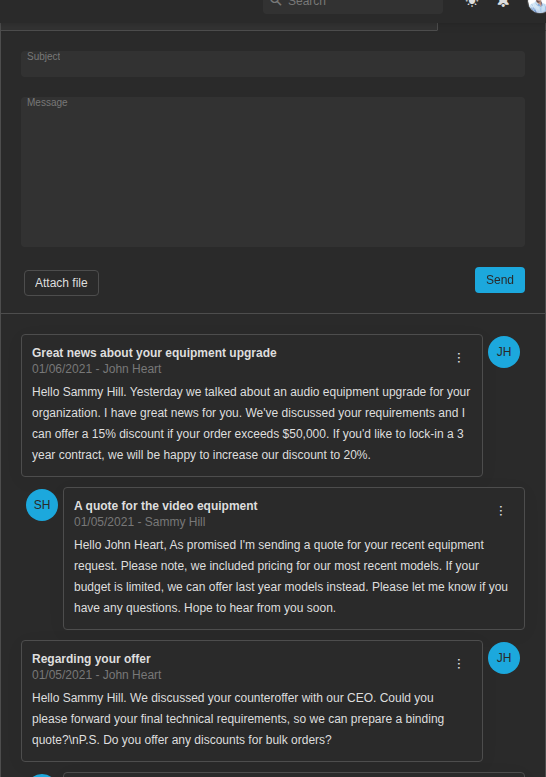 Search
Subject
Message
Attach file
Send
Great news about your equipment upgrade
JH
01/06/2021 - John Heart
Hello Sammy Hill. Yesterday we talked about an audio equipment upgrade for your
organization. I have great news for you. We've discussed your requirements and I
can offer a 15% discount if your order exceeds $50,000. If you'd like to lock-in a 3
year contract, we will be happy to increase our discount to 20%.
SH
A quote for the video equipment
01/05/2021 - Sammy Hill
Hello John Heart, As promised I'm sending a quote for your recent equipment
request. Please note, we included pricing for our most recent models. If your
budget is limited, we can offer last year models instead. Please let me know if you
have any questions. Hope to hear from you soon.
Regarding your offer
JH
01/05/2021 - John Heart
Hello Sammy Hill. We discussed your counteroffer with our CEO. Could you
please forward your final technical requirements, so we can prepare a binding
quote?\nP.S. Do you offer any discounts for bulk orders?